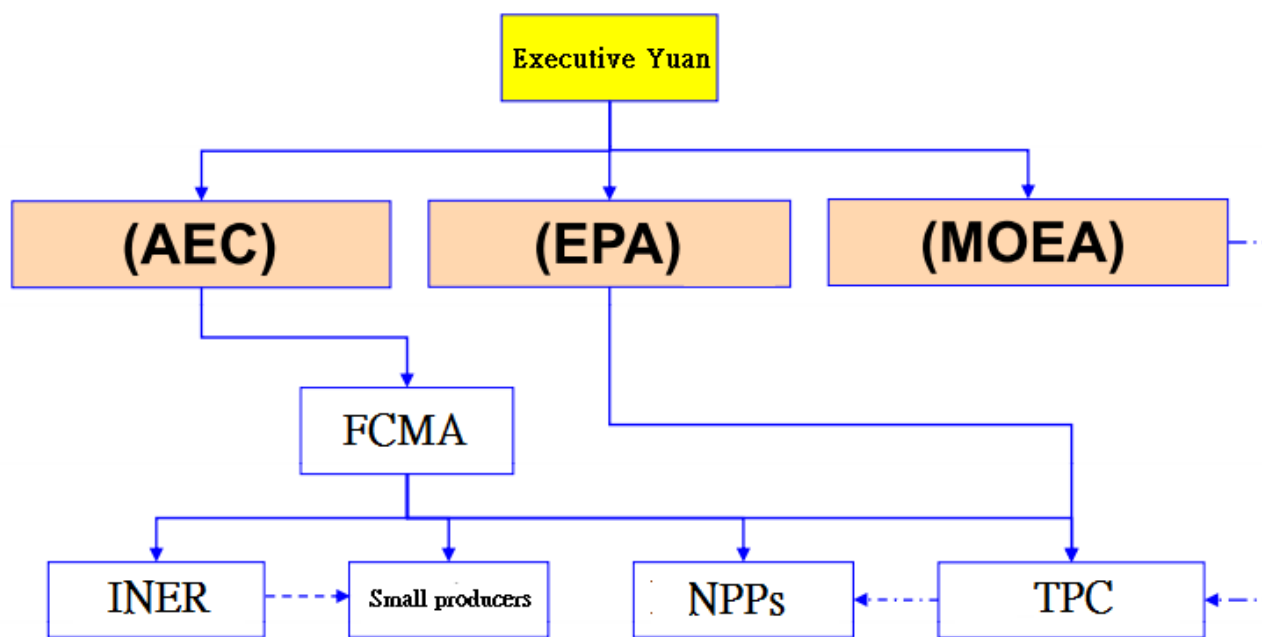 Executive Yuan
(AEC)
(EPA)
(MOEA)
FCMA
INER
Small producers
NPPs
TPC